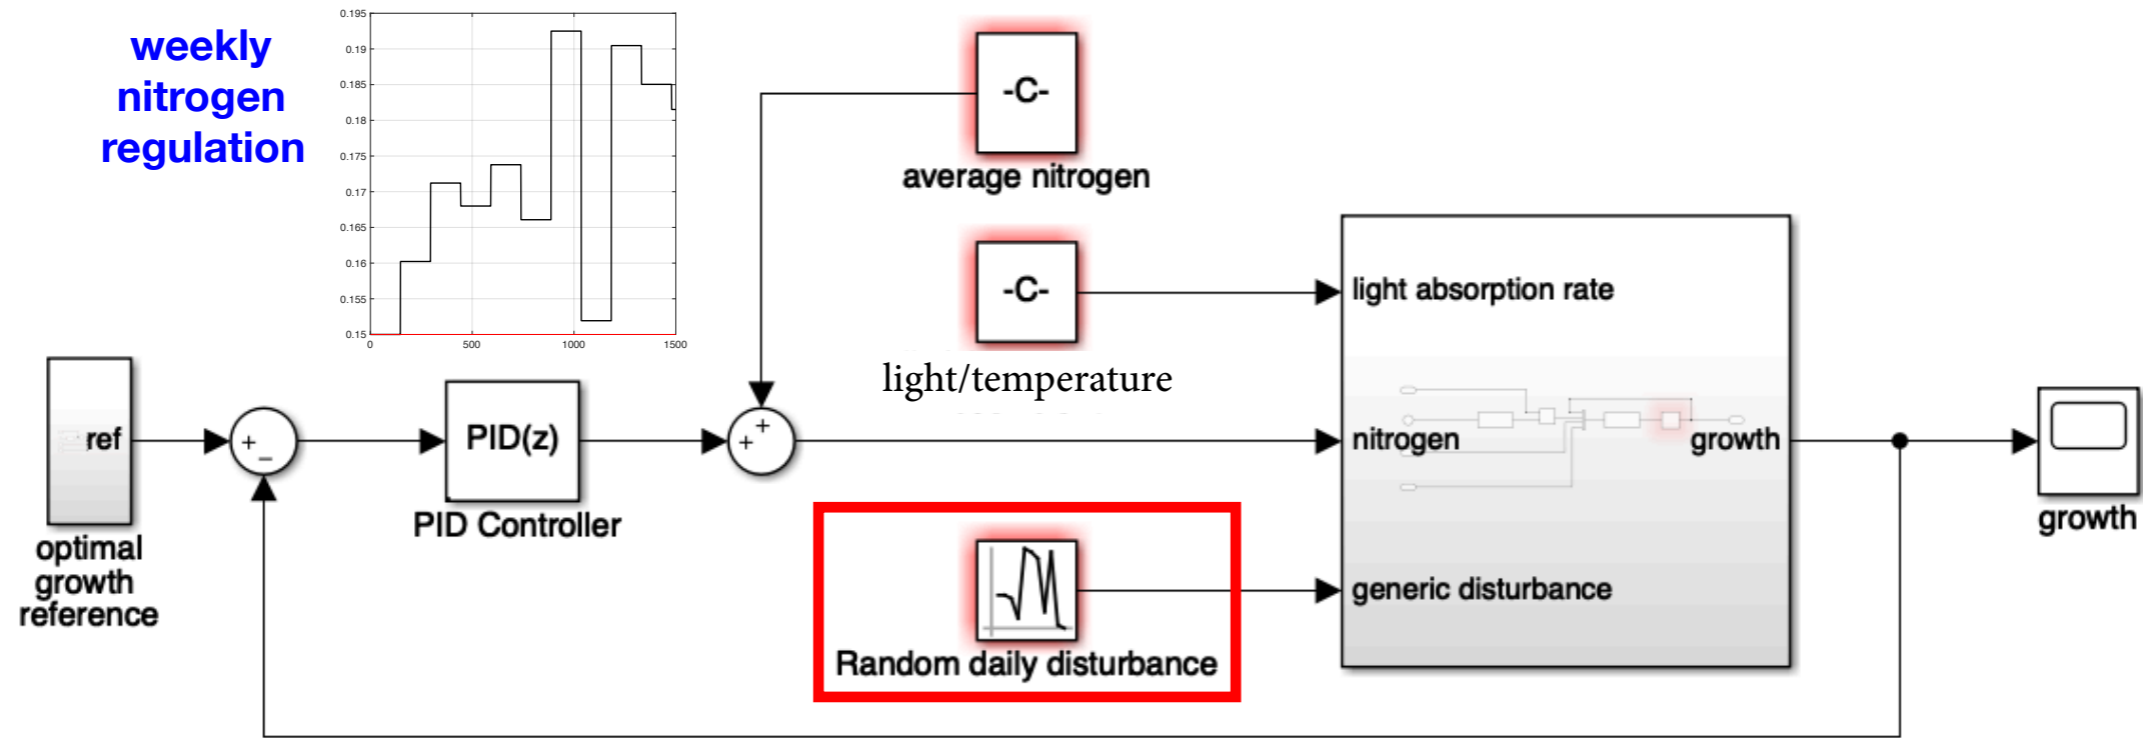 weekly
nitrogen
regulation
0.195
0.19
0.185
0.18
0.175
0.17
0.165
0.16
0.155
0.15
0
500
1000
1500
-C-
average nitrogen
-C-
light/temperature
light absorption rate
ref
+
_
PID(z)
+
+
nitrogen
growth
optimal
growth
reference
PID Controller
growth
generic disturbance
Random daily disturbance